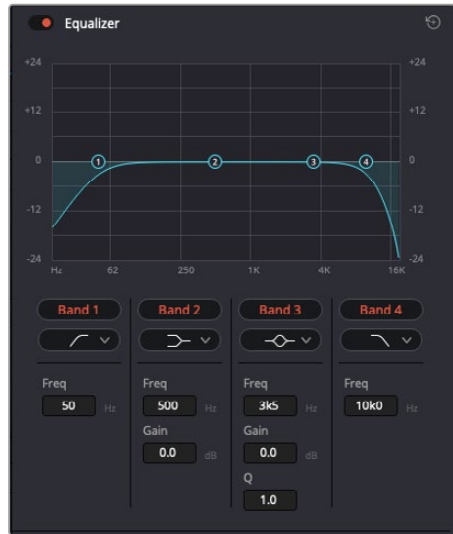 Equalizer
+24 +24
+12 +12
0 1 2 3 4 0
-12 -12
-24 -24
Hz 62 250 1K 4K 16K
Band 1 Band 2 Band 3 Band 4
Freq Freq Freq Freq
50 Hz 500 Hz 3k5 Hz 10k0 Hz
Gain Gain
0.0 dB 0.0 dB
Q
1.0